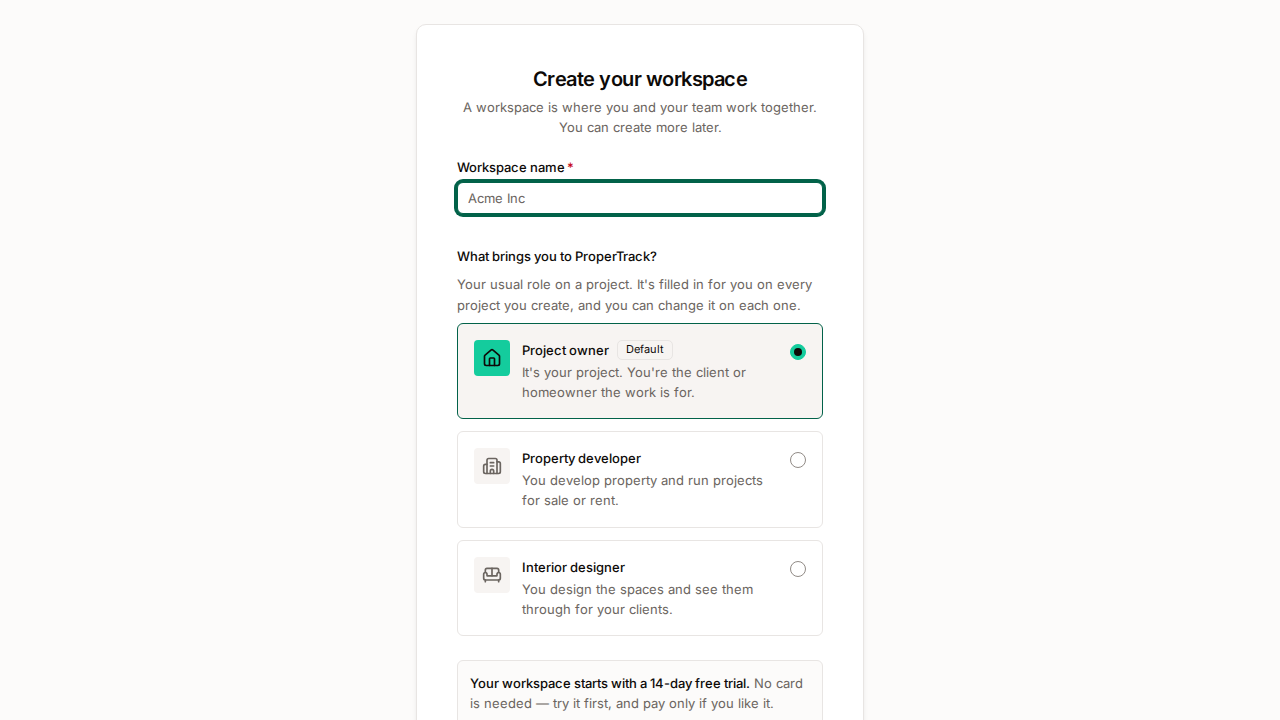 Create your workspace
A workspace is where you and your team work together.
You can create more later.
Workspace name *
Acme Inc
What brings you to ProperTrack?
Your usual role on a project. It's filled in for you on every
project you create, and you can change it on each one.
Project owner Default
It's your project. You're the client or
homeowner the work is for.
Property developer
You develop property and run projects
for sale or rent.
Interior designer
You design the spaces and see them
through for your clients.
Your workspace starts with a 14-day free trial. No card
is needed — try it first, and pay only if you like it.